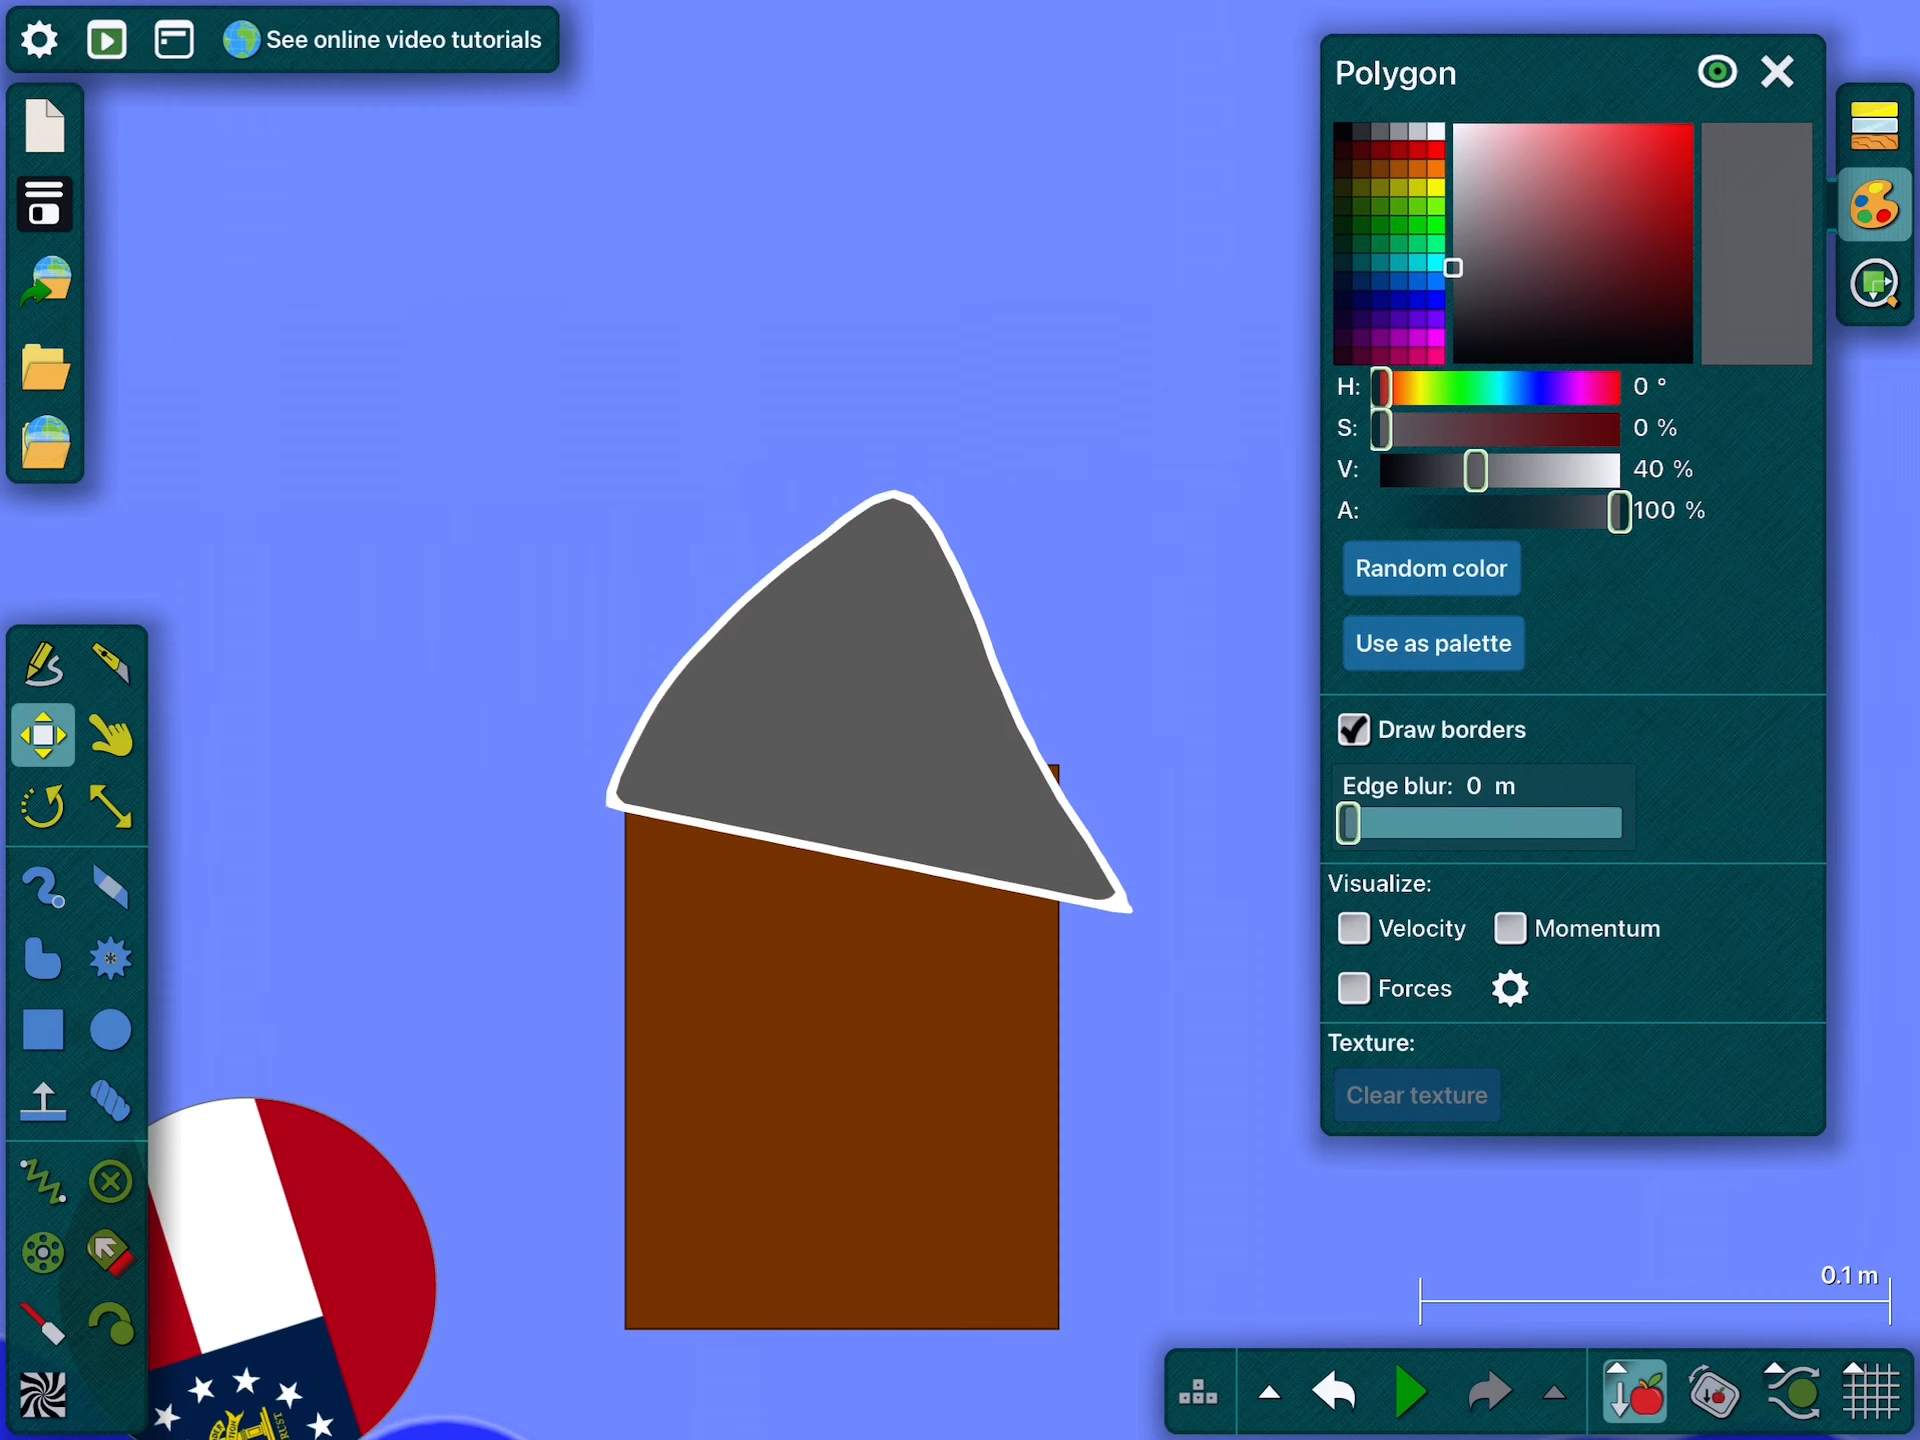 See online video tutorials
Polygon
H: 0 °
S: 0 %
V: 40 %
A: 100 %
Random color
Use as palette
Draw borders
Edge blur: 0 m
Visualize:
Velocity Momentum
Forces
Texture:
Clear texture
0.1 m
TRUST